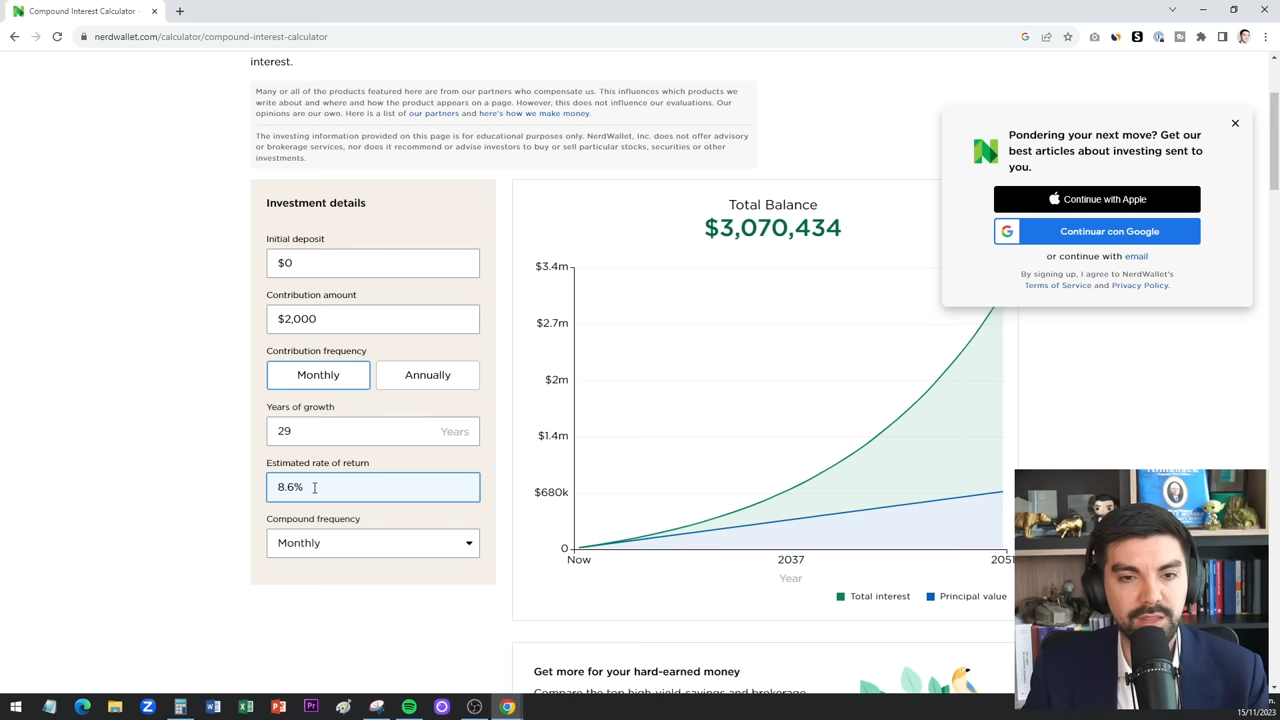 Compound Interest Calculator
nerdwallet.com/calculator/compound-interest-calculator
interest.
Many or all of the products featured here are from our partners who compensate us. This influences which products we
write about and where and how the product appears on a page. However, this does not influence our evaluations. Our
opinions are our own. Here is a list of our partners and here's how we make money.
The investing information provided on this page is for educational purposes only. NerdWallet, Inc. does not offer advisory
or brokerage services, nor does it recommend or advise investors to buy or sell particular stocks, securities or other
investments.
Investment details
Initial deposit
$0
Contribution amount
$2,000
Contribution frequency
Monthly
Annually
Years of growth
29
Years
Estimated rate of return
8.6%
Compound frequency
Monthly
Total Balance
$3,070,434
$3.4m
$2.7m
$2m
$1.4m
$680k
0
Now
2037
2051
Year
Total interest
Principal value
Get more for your hard-earned money
Compare the top high-yield-savings and brokerage
Pondering your next move? Get our
best articles about investing sent to
you.
Continue with Apple
Continuar con Google
or continue with email
By signing up, I agree to NerdWallet's
Terms of Service and Privacy Policy.
15/11/2023